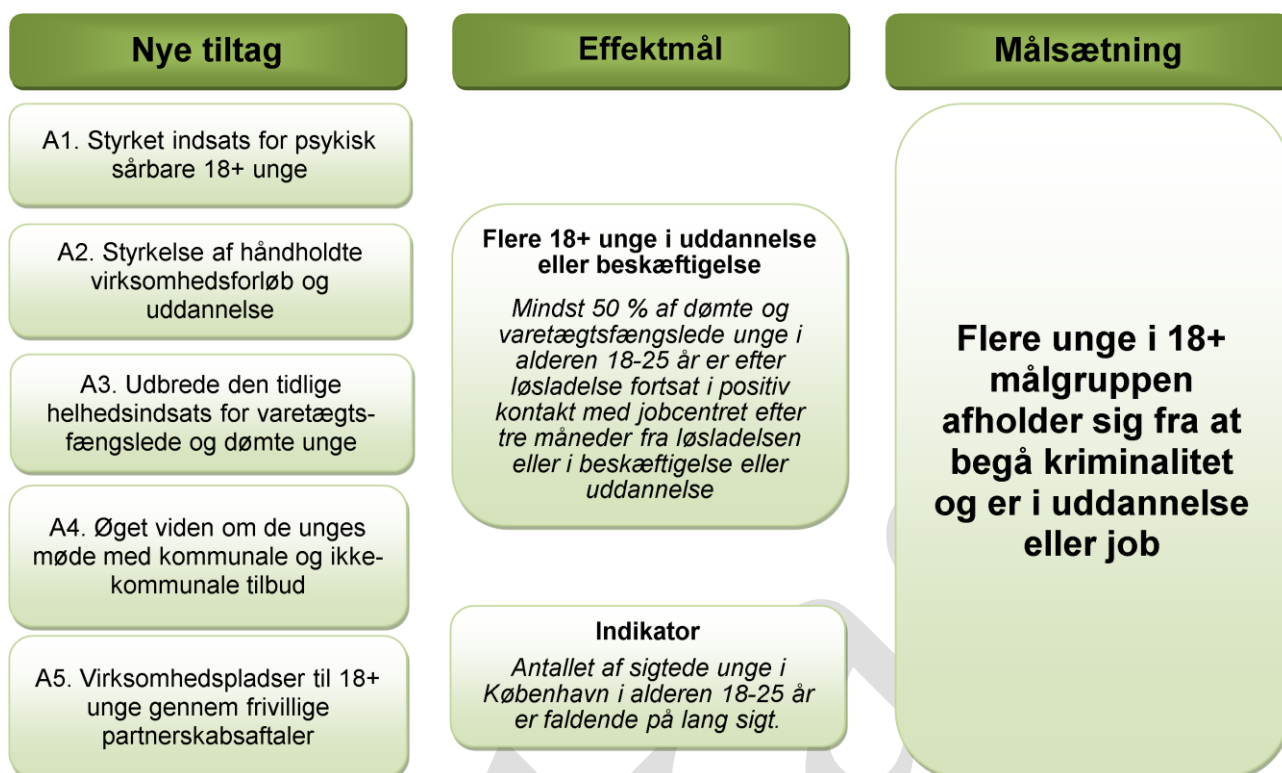 Nye tiltag
A1. Styrket indsats for psykisk
sårbare 18+ unge
A2. Styrkelse af håndholdte
virksomhedsforløb og
uddannelse
A3. Udbrede den tidlige
helhedsindsats for varetægts-
fængslede og dømte unge
A4. Øget viden om de unges
møde med kommunale og ikke-
kommunale tilbud
A5. Virksomhedspladser til 18+
unge gennem frivillige
partnerskabsaftaler
Effektmål
Flere 18+ unge i uddannelse
eller beskæftigelse
Mindst 50 % af dømte og
varetægtsfængslede unge i
alderen 18-25 år er efter
løsladelse fortsat i positiv
kontakt med jobcentret efter
tre måneder fra løsladelsen
eller i beskæftigelse eller
uddannelse
Indikator
Antallet af sigtede unge i
København i alderen 18-25 år
er faldende på lang sigt.
Målsætning
Flere unge i 18+
målgruppen
afholder sig fra at
begå kriminalitet
og er i uddannelse
eller job